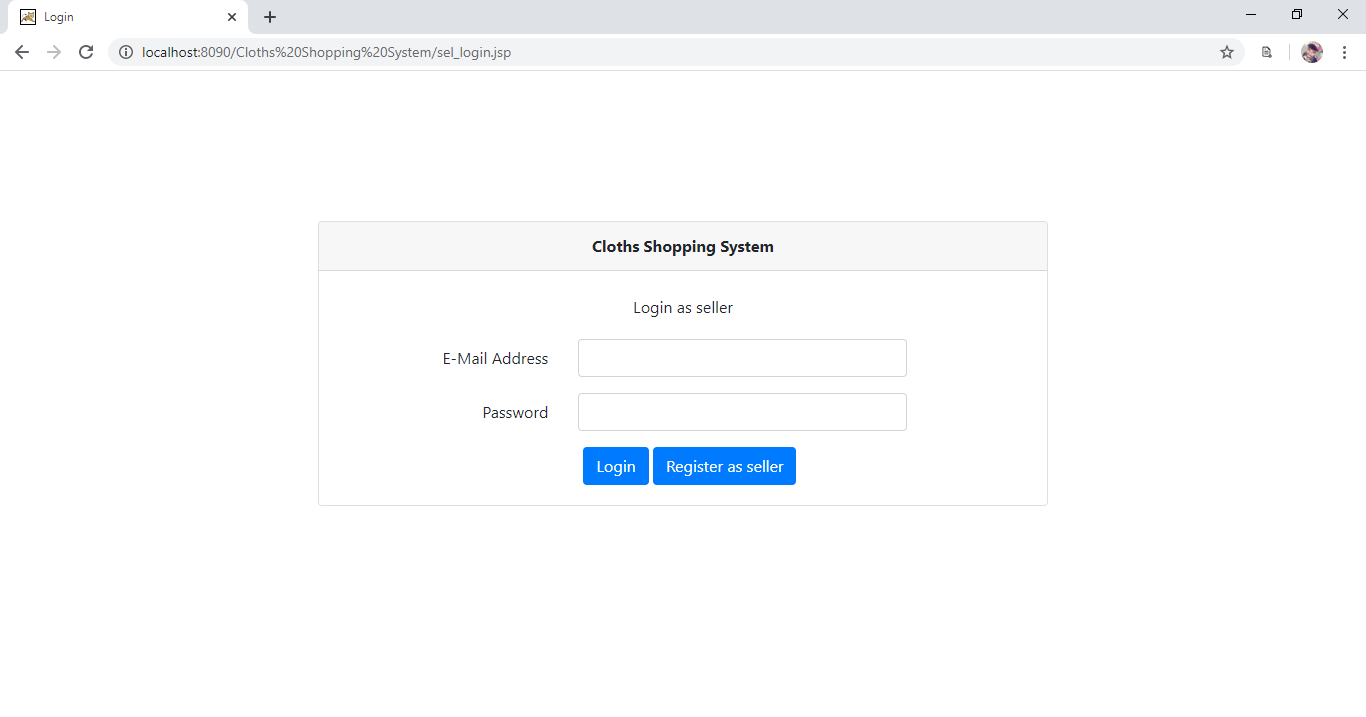 Login
localhost:8090/Cloths%20Shopping%20System/sel_login.jsp
Cloths Shopping System
Login as seller
E-Mail Address
Password
Login Register as seller